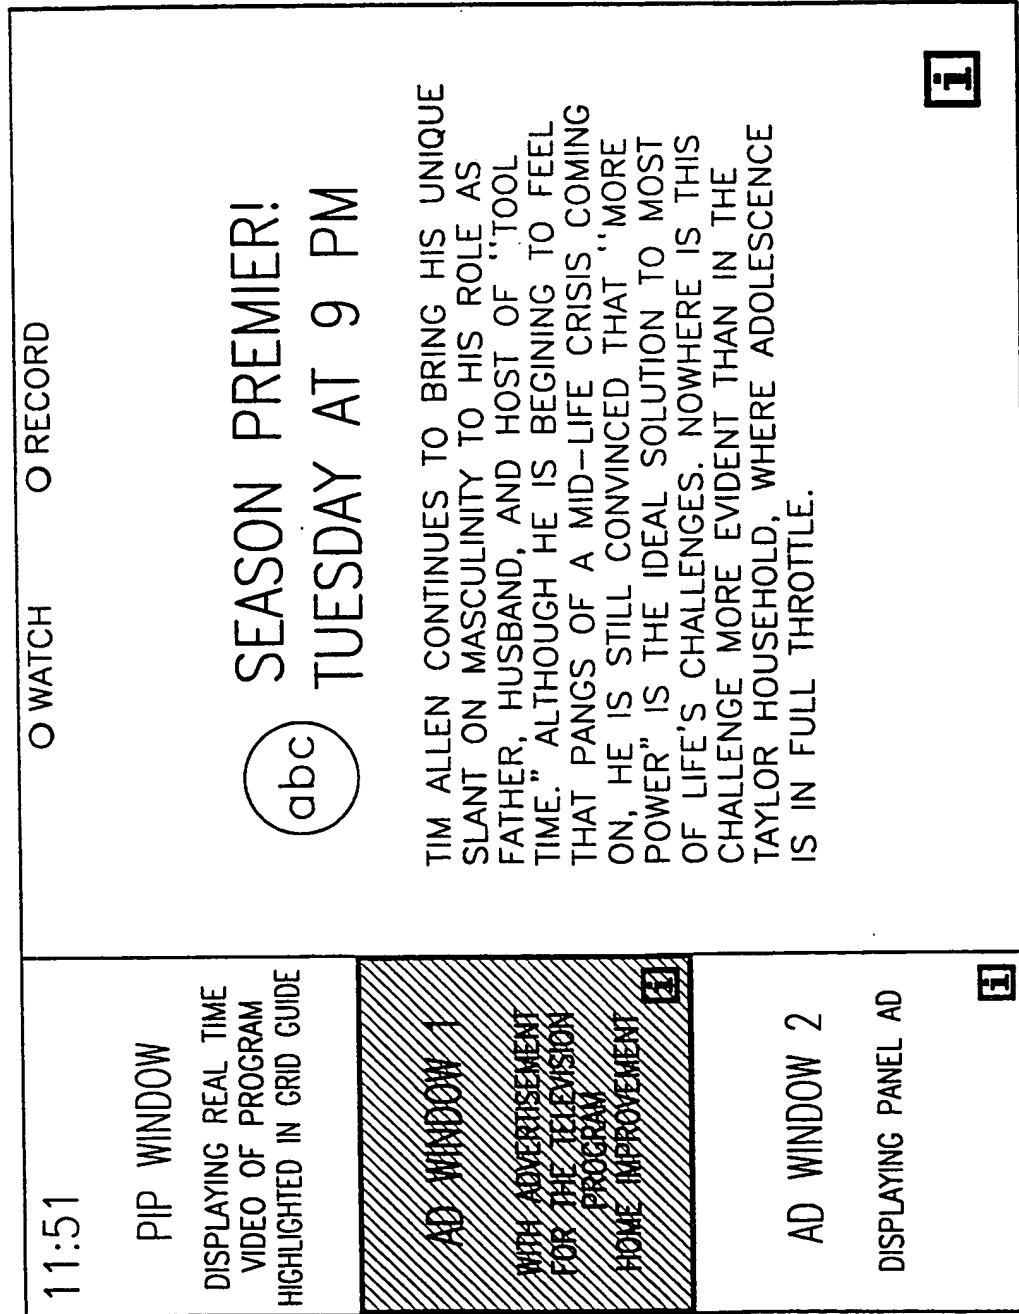 11:51
○ WATCH
○ RECORD
PIP WINDOW
DISPLAYING REAL TIME
VIDEO OF PROGRAM
HIGHLIGHTED IN GRID GUIDE
AD WINDOW 1
WITH ADVERTISEMENT
FOR THE TELEVISION
PROGRAM
HOME IMPROVEMENT
i
AD WINDOW 2
DISPLAYING PANEL AD
i
abc
SEASON PREMIER!
TUESDAY AT 9 PM
TIM ALLEN CONTINUES TO BRING HIS UNIQUE
SLANT ON MASCULINITY TO HIS ROLE AS
FATHER, HUSBAND, AND HOST OF "TOOL
TIME." ALTHOUGH HE IS BEGINING TO FEEL
THAT PANGS OF A MID-LIFE CRISIS COMING
ON, HE IS STILL CONVINCED THAT "MORE
POWER" IS THE IDEAL SOLUTION TO MOST
OF LIFE'S CHALLENGES. NOWHERE IS THIS
CHALLENGE MORE EVIDENT THAN IN THE
TAYLOR HOUSEHOLD, WHERE ADOLESCENCE
IS IN FULL THROTTLE.
i